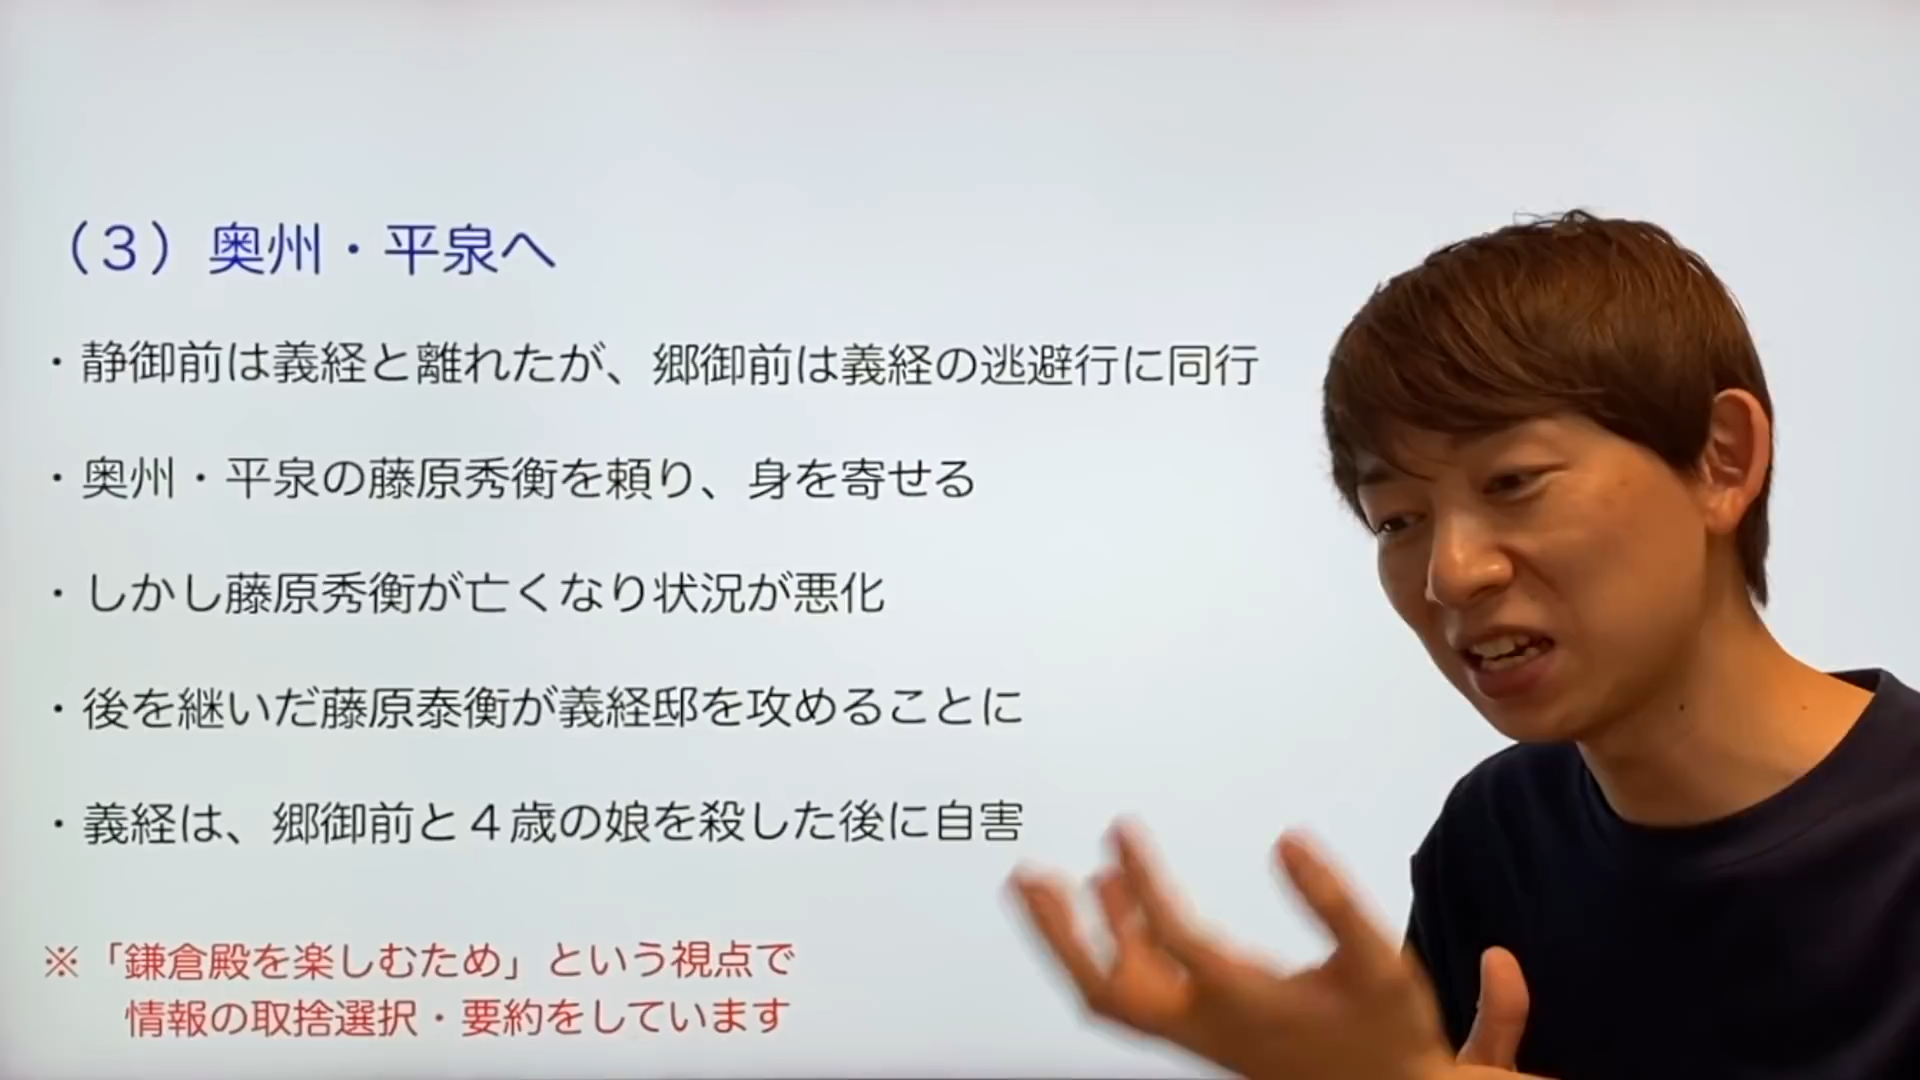 （３）奥州・平泉へ
・静御前は義経と離れたが、郷御前は義経の逃避行に同行
・奥州・平泉の藤原秀衡を頼り、身を寄せる
・しかし藤原秀衡が亡くなり状況が悪化
・後を継いだ藤原泰衡が義経邸を攻めることに
・義経は、郷御前と４歳の娘を殺した後に自害
※「鎌倉殿を楽しむため」という視点で
情報の取捨選択・要約をしています